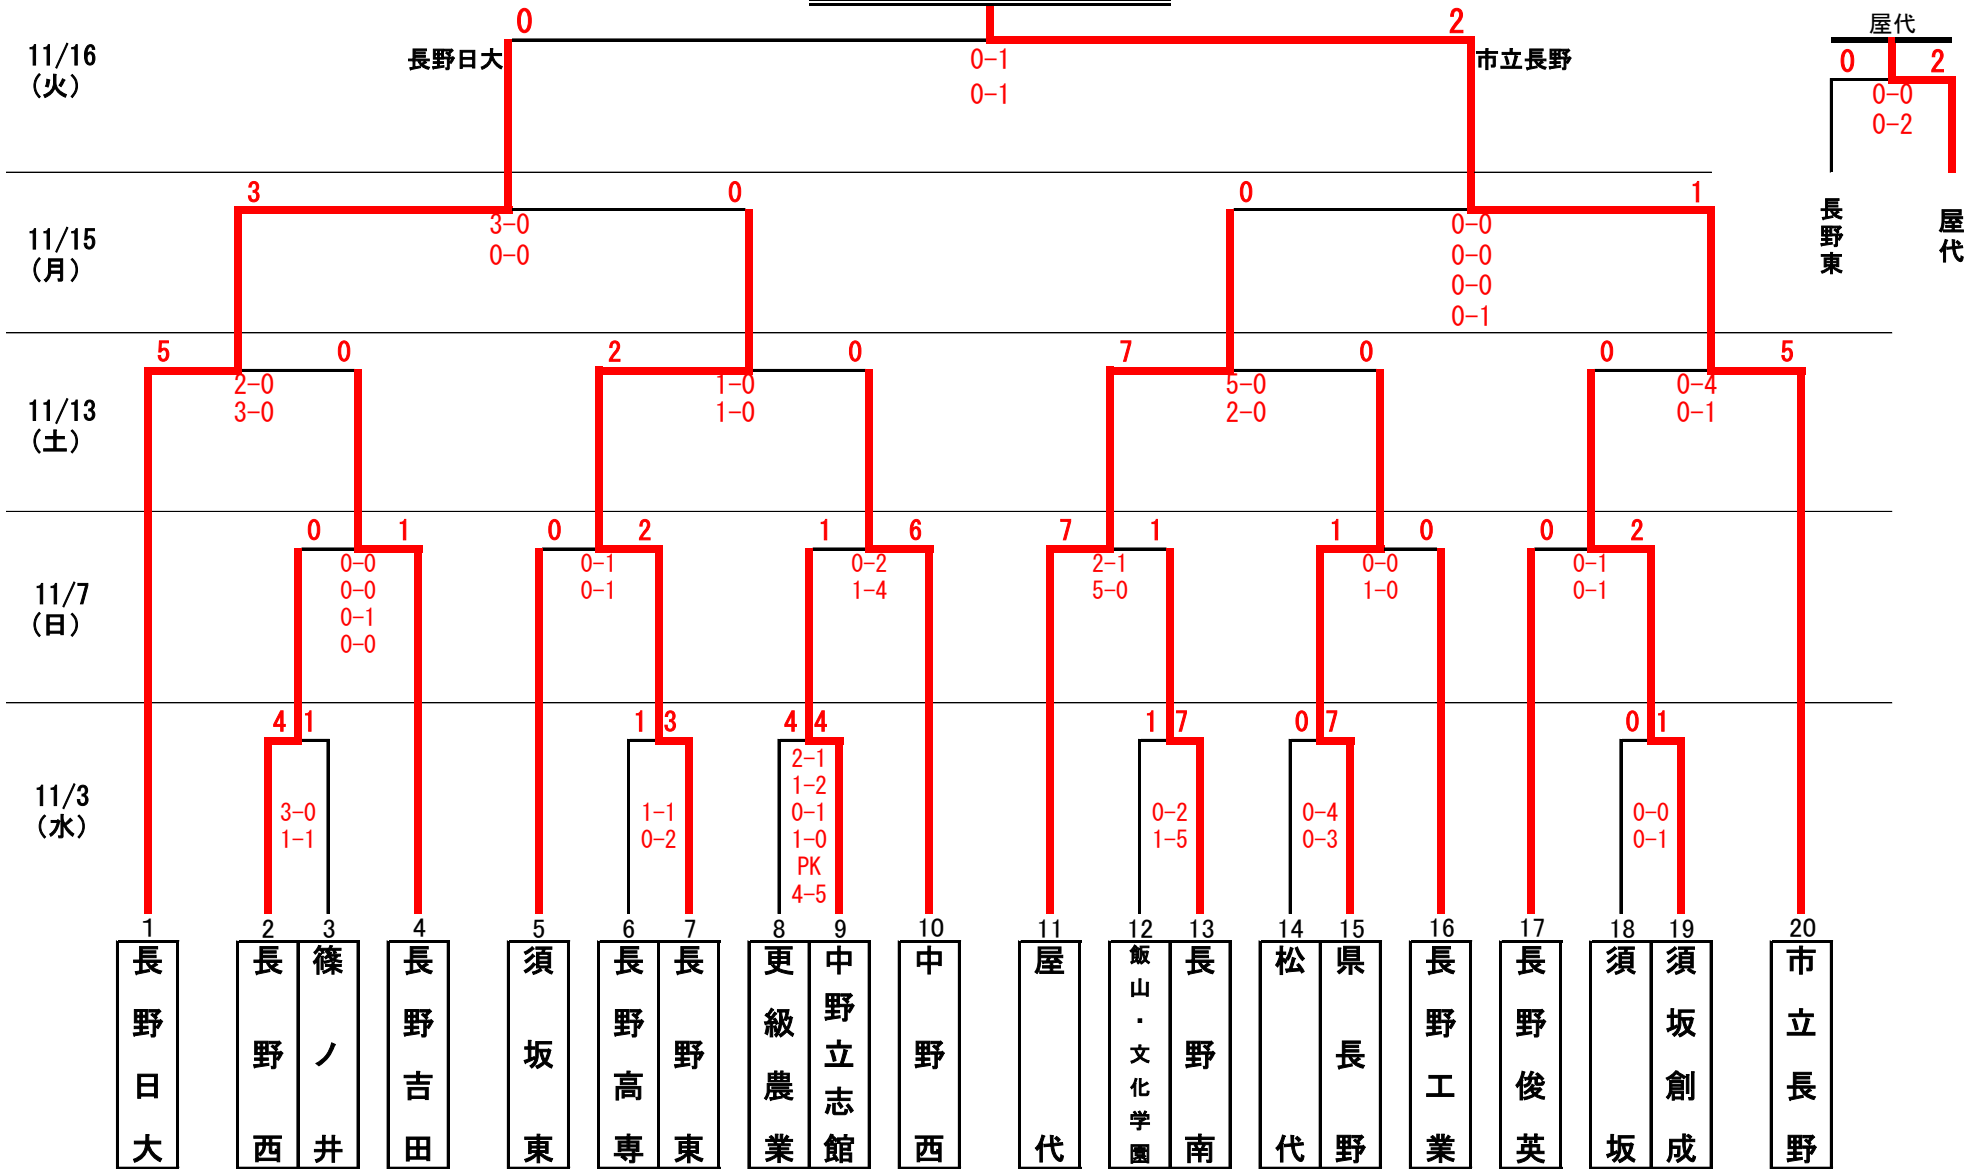 0 2
長野日大 市立長野
11/16
(火)
0-1
0-1
屋代
0 2
0-0
0-2
長野東
屋代
3 0 0 1
11/15
(月)
3-0
0-0
0-0
0-0
0-0
0-1
5 0 2 0 7 0 0 5
11/13
(土)
2-0
3-0
1-0
1-0
5-0
2-0
0-4
0-1
0 1 0 2 1 6 7 1 1 0 0 2
11/7
(日)
0-0
0-0
0-1
0-0
0-1
0-1
0-2
1-4
2-1
5-0
0-0
1-0
0-1
0-1
4 1 1 3 4 4 1 7 0 7 0 1
11/3
(水)
3-0
1-1
1-1
0-2
2-1
1-2
0-1
1-0
PK
4-5
0-2
1-5
0-4
0-3
0-0
0-1
1 2 3 4 5 6 7 8 9 10 11 12 13 14 15 16 17 18 19 20
長野日大
長野西
篠ノ井
長野吉田
須坂東
長野高専
長野東
更級農業
中野立志館
中野西
屋代
飯山・文化学園
長野南
松代
県長野
長野工業
長野俊英
須坂
須坂創成
市立長野